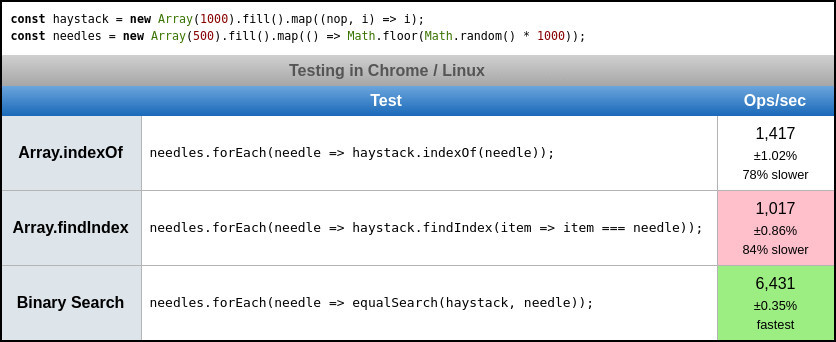 const haystack = new Array(1000).fill().map((nop, i) => i);
const needles = new Array(500).fill().map(() => Math.floor(Math.random() * 1000));
Testing in Chrome / Linux
Test Ops/sec
Array.indexOf needles.forEach(needle => haystack.indexOf(needle)); 1,417
±1.02%
78% slower
Array.findIndex needles.forEach(needle => haystack.findIndex(item => item === needle)); 1,017
±0.86%
84% slower
Binary Search needles.forEach(needle => equalSearch(haystack, needle)); 6,431
±0.35%
fastest